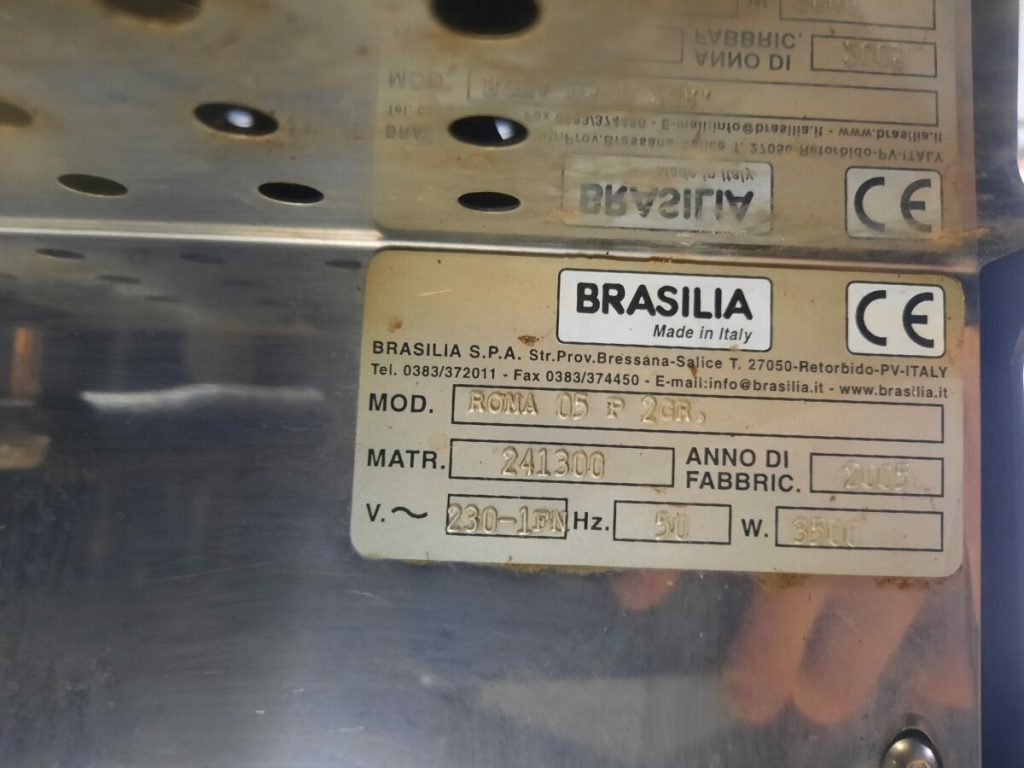 BRASILIA
Made in Italy
CE
BRASILIA S.P.A. Str.Prov.Bressana-Salice T. 27050-Retorbido-PV-ITALY
Tel. 0383/372011 - Fax 0383/374450 - E-mail:info@brasilia.it - www.brasilia.it
MOD. ROMA 05 P 2GR.
MATR. 241300 ANNO DI FABBRIC. 2005
V.~ 230-1FN Hz. 50 W. 3500